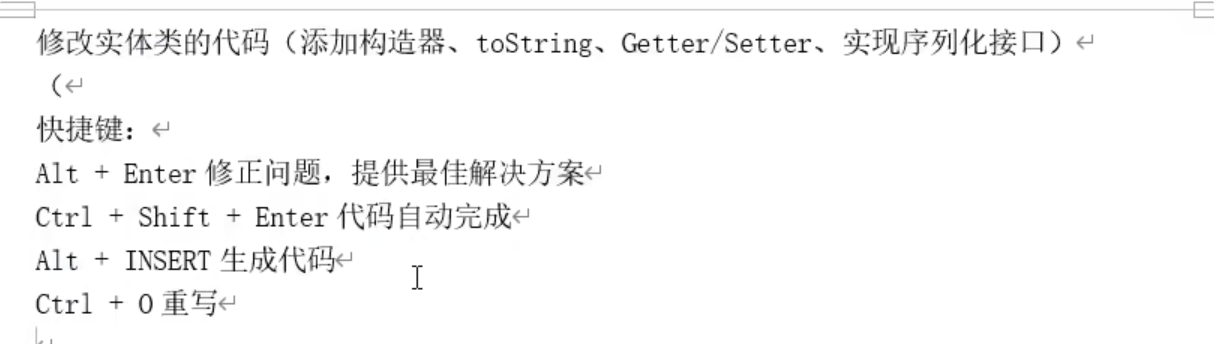 修改实体类的代码（添加构造器、toString、Getter/Setter、实现序列化接口）
（
快捷键：
Alt + Enter 修正问题，提供最佳解决方案
Ctrl + Shift + Enter 代码自动完成
Alt + INSERT 生成代码
Ctrl + O 重写